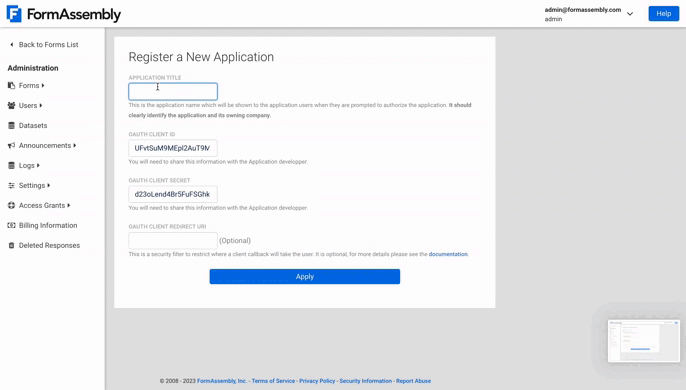 FormAssembly
admin@formassembly.com
admin
Help
Back to Forms List
Administration
Forms
Users
Datasets
Announcements
Logs
Settings
Access Grants
Billing Information
Deleted Responses
Register a New Application
APPLICATION TITLE
This is the application name which will be shown to the application users when they are prompted to authorize the application. It should
clearly identify the application and its owning company.
OAUTH CLIENT ID
UFvtSuM9MEpl2AuT9M
You will need to share this information with the Application developper.
OAUTH CLIENT SECRET
d23oLend4Br5FuFSGhk
You will need to share this information with the Application developper.
OAUTH CLIENT REDIRECT URI
(Optional)
This is a security filter to restrict where a client callback will take the user. It is optional, for more details please see the documentation.
Apply
© 2008 - 2023 FormAssembly, Inc. - Terms of Service - Privacy Policy - Security Information - Report Abuse